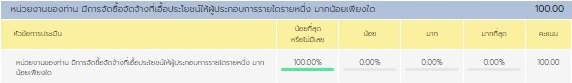 หน่วยงานของท่าน มีการจัดซื้อจัดจ้างที่เอื้อประโยชน์ให้ผู้ประกอบการรายใดรายหนึ่ง มากน้อยเพียงใด 100.00
หัวข้อการประเมิน น้อยที่สุด หรือไม่มีเลย น้อย มาก มากที่สุด คะแนน
หน่วยงานของท่าน มีการจัดซื้อจัดจ้างที่เอื้อประโยชน์ให้ผู้ประกอบการรายใดรายหนึ่ง มาก 100.00% 0.00% 0.00% 0.00% 100.00
น้อยเพียงใด